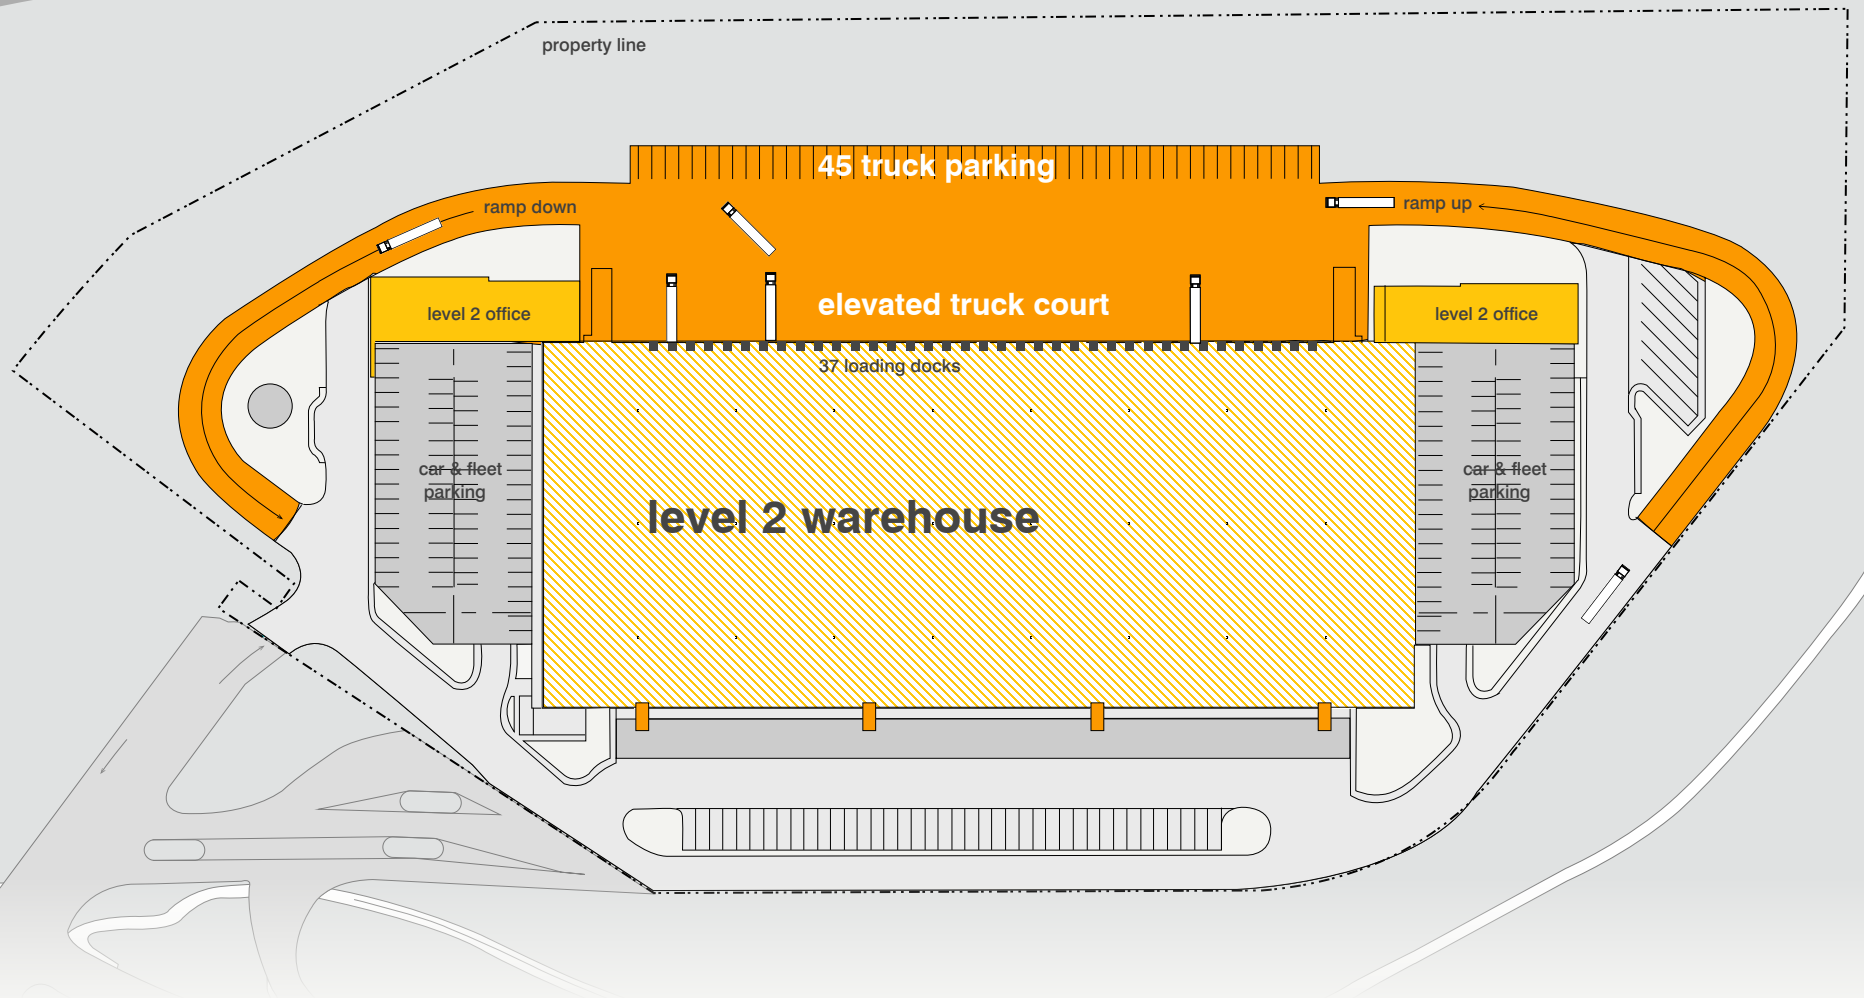 property line
45 truck parking
ramp down
ramp up
elevated truck court
level 2 office
level 2 office
37 loading docks
car & fleet
parking
car & fleet
parking
level 2 warehouse